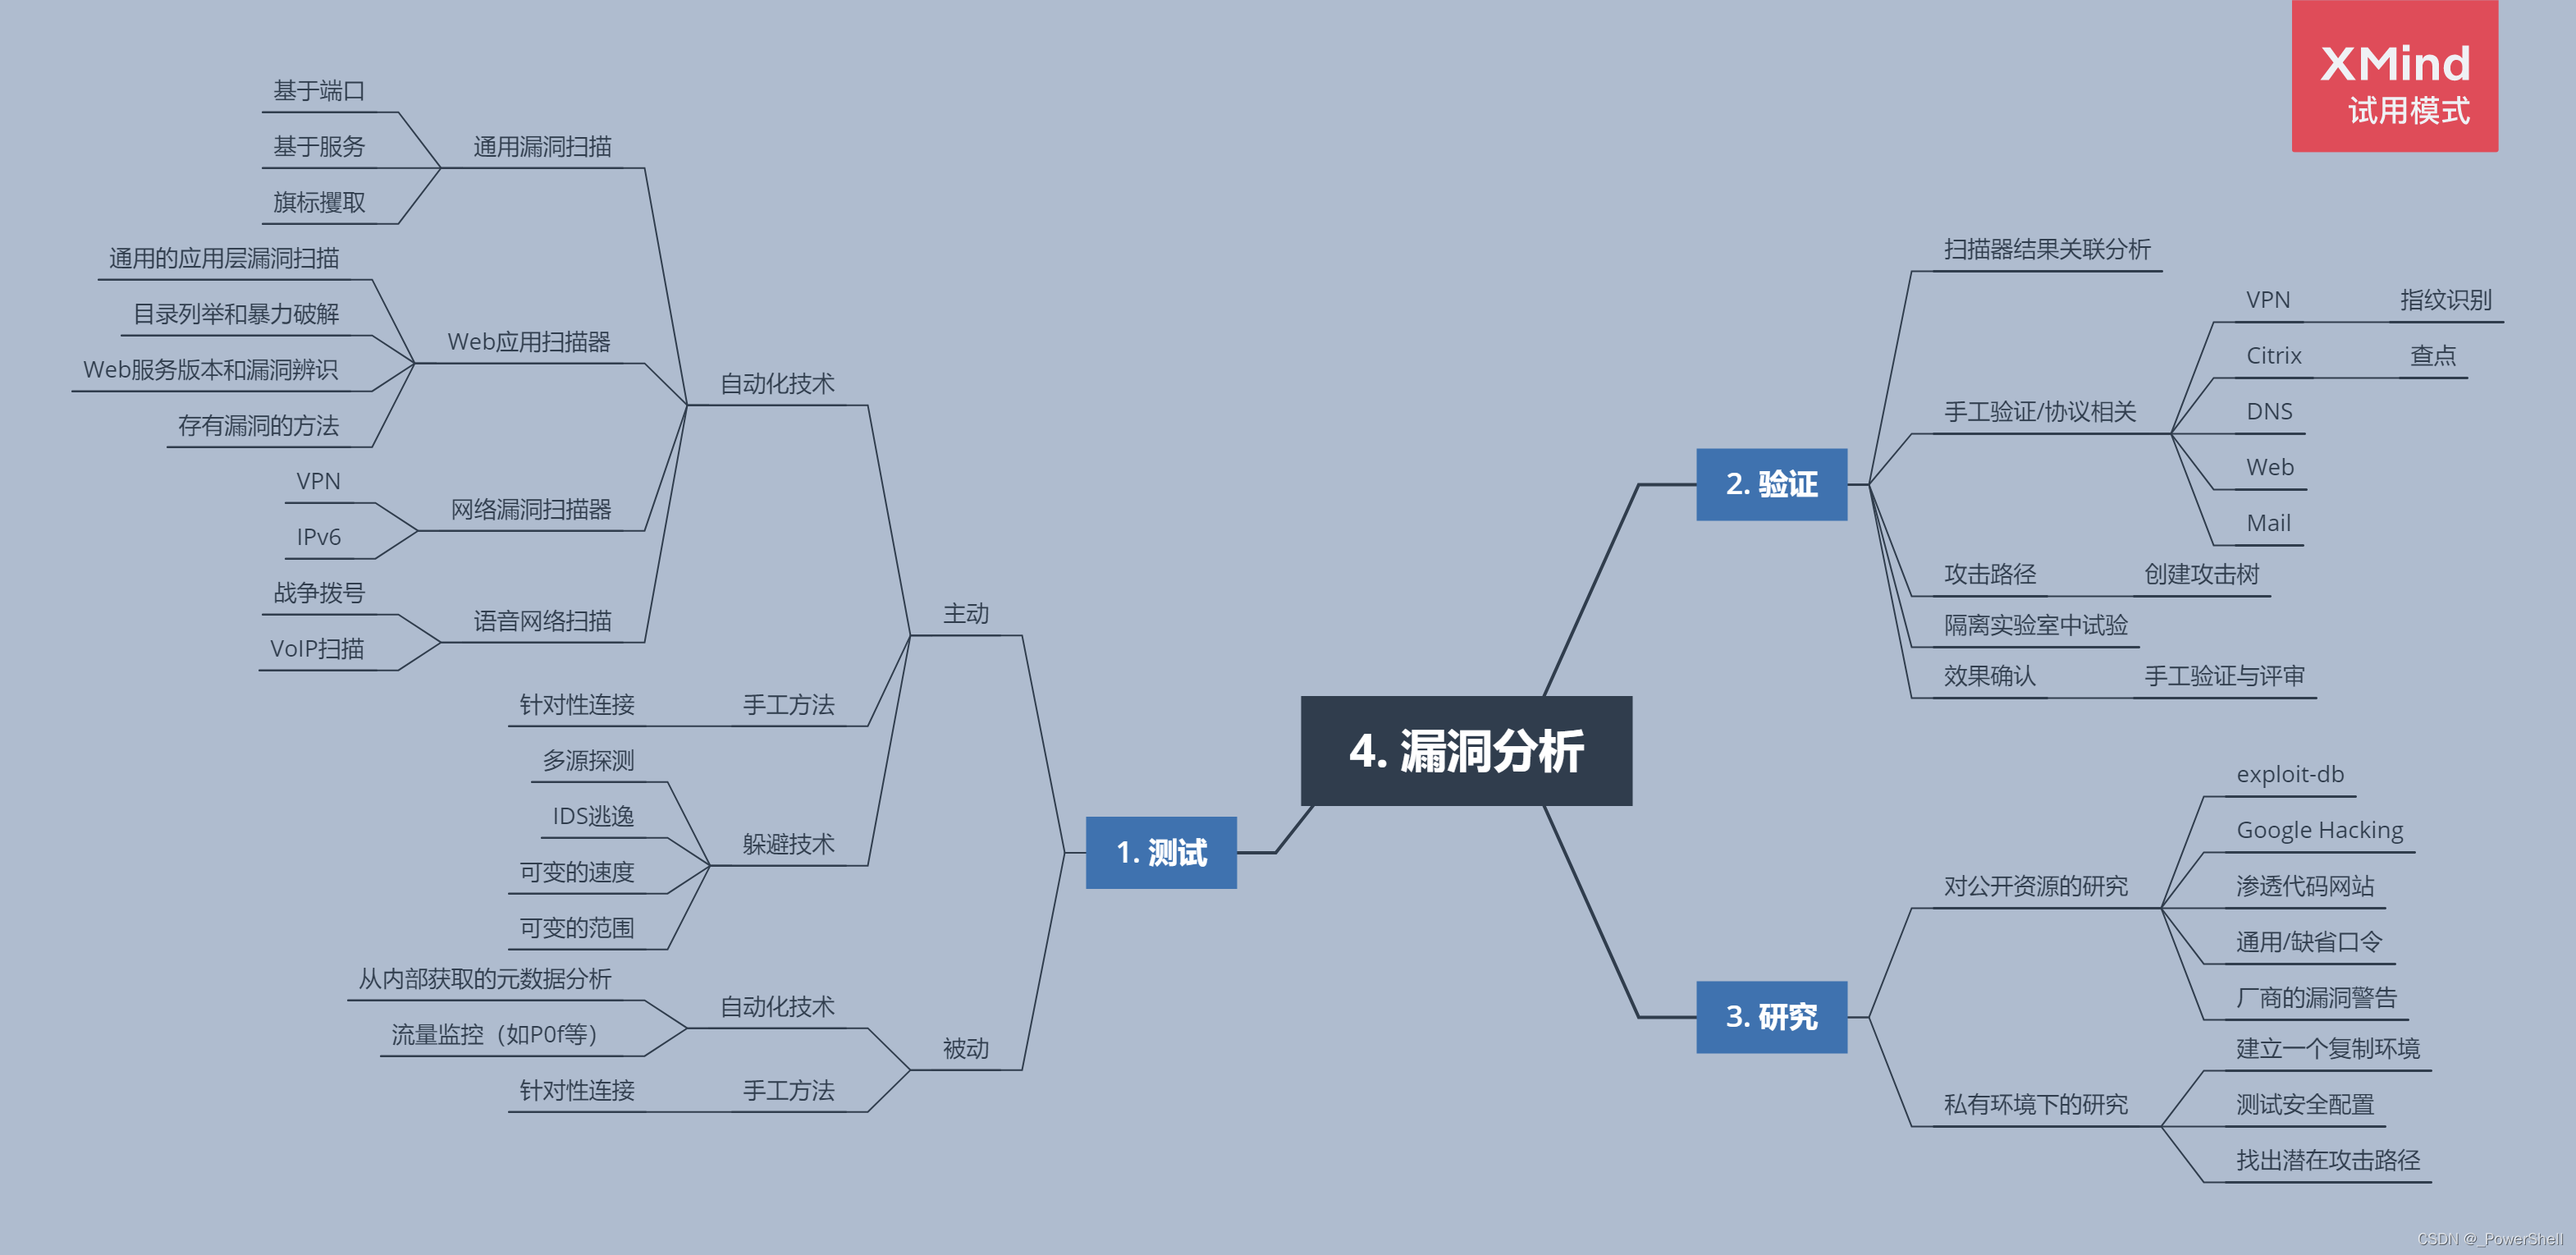 XMind
试用模式
4. 漏洞分析
1. 测试
主动
自动化技术
通用漏洞扫描
基于端口
基于服务
旗标攫取
Web应用扫描器
通用的应用层漏洞扫描
目录列举和暴力破解
Web服务版本和漏洞辨识
存有漏洞的方法
网络漏洞扫描器
VPN
IPv6
语音网络扫描
战争拨号
VoIP扫描
手工方法
针对性连接
躲避技术
多源探测
IDS逃逸
可变的速度
可变的范围
被动
自动化技术
从内部获取的元数据分析
流量监控（如P0f等）
手工方法
针对性连接
2. 验证
扫描器结果关联分析
手工验证/协议相关
VPN
指纹识别
Citrix
查点
DNS
Web
Mail
攻击路径
创建攻击树
隔离实验室中试验
效果确认
手工验证与评审
3. 研究
对公开资源的研究
exploit-db
Google Hacking
渗透代码网站
通用/缺省口令
厂商的漏洞警告
私有环境下的研究
建立一个复制环境
测试安全配置
找出潜在攻击路径
CSDN @_PowerShell